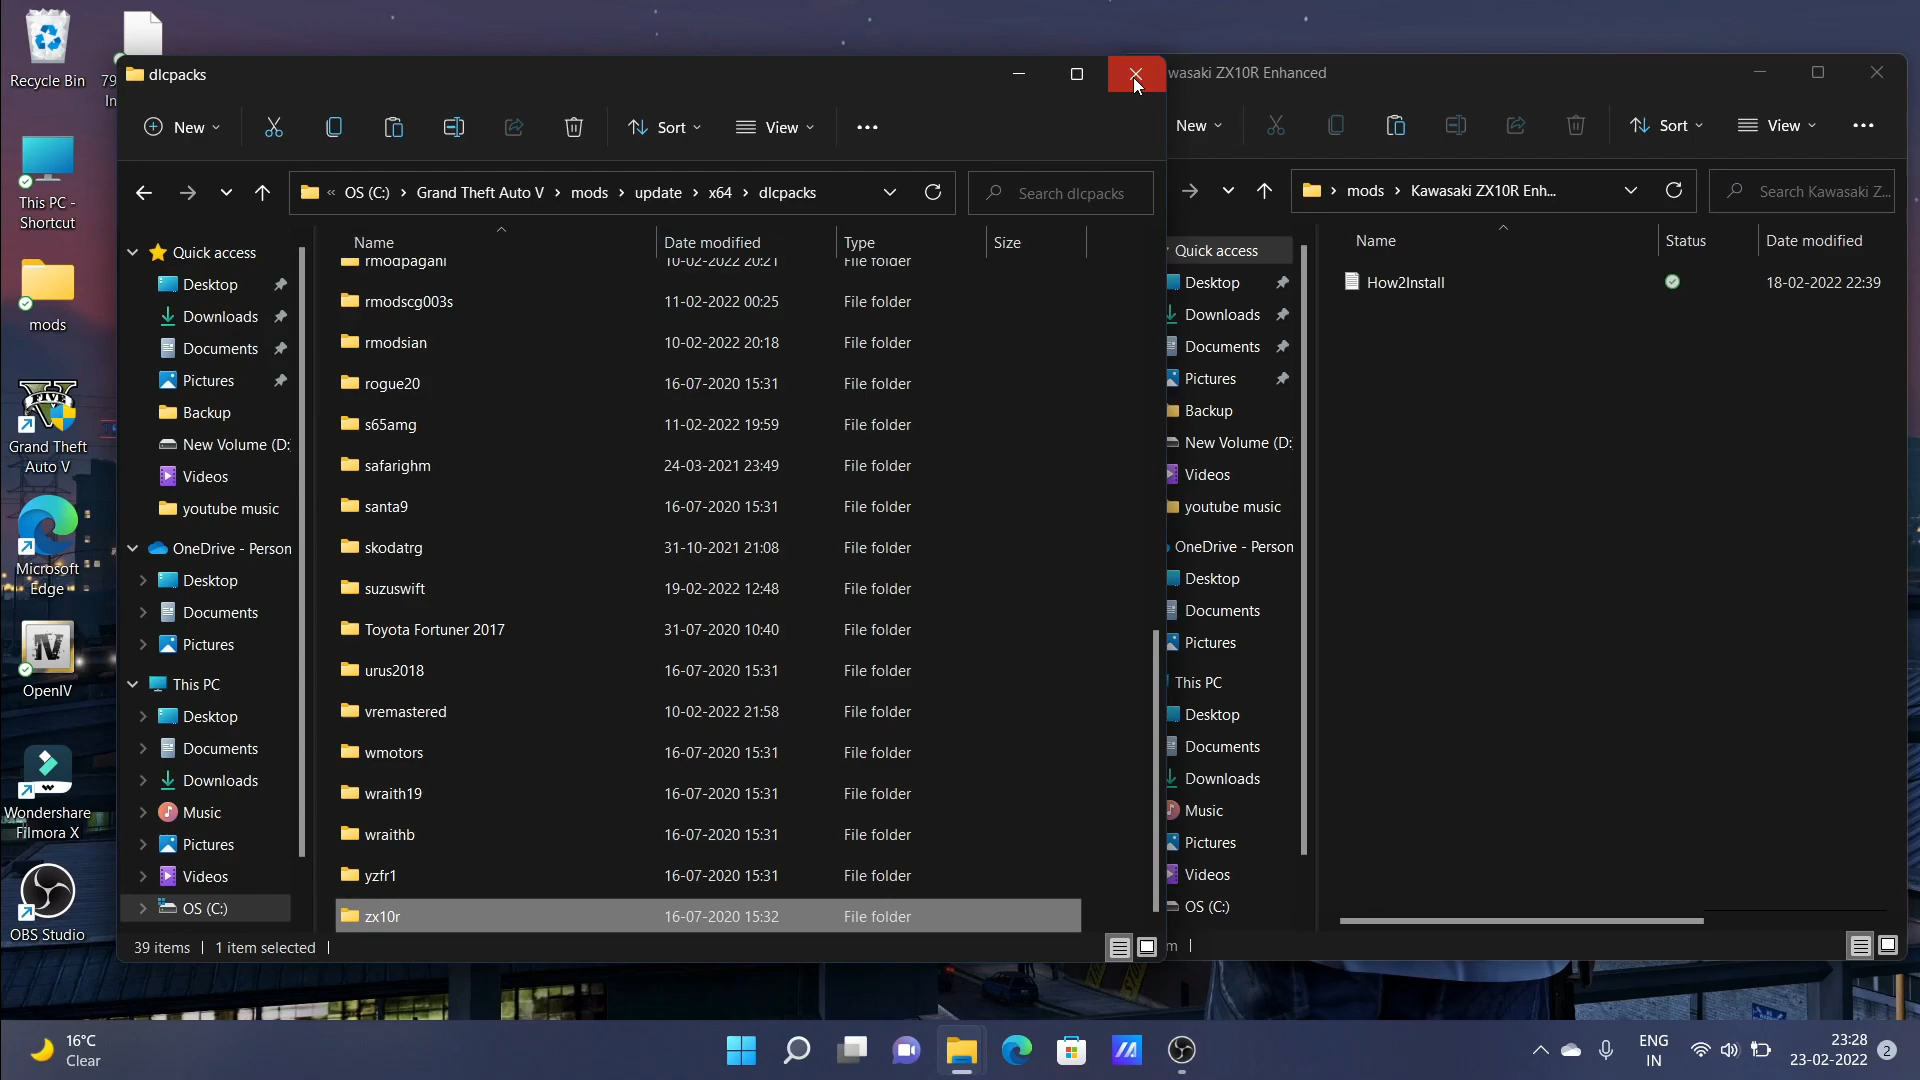 Recycle Bin
79
In
This PC -
Shortcut
mods
Grand Theft
Auto V
Microsoft
Edge
OpenIV
Wondershare
Filmora X
OBS Studio
dlcpacks
New
Sort
View
« OS (C:) > Grand Theft Auto V > mods > update > x64 > dlcpacks
Search dlcpacks
Quick access
Desktop
Downloads
Documents
Pictures
Backup
New Volume (D:
Videos
youtube music
OneDrive - Person
Desktop
Documents
Pictures
This PC
Desktop
Documents
Downloads
Music
Pictures
Videos
OS (C:)
Name Date modified Type Size
rmodpagani 10-02-2022 20:21 File folder
rmodscg003s 11-02-2022 00:25 File folder
rmodsian 10-02-2022 20:18 File folder
rogue20 16-07-2020 15:31 File folder
s65amg 11-02-2022 19:59 File folder
safarighm 24-03-2021 23:49 File folder
santa9 16-07-2020 15:31 File folder
skodatrg 31-10-2021 21:08 File folder
suzuswift 19-02-2022 12:48 File folder
Toyota Fortuner 2017 31-07-2020 10:40 File folder
urus2018 16-07-2020 15:31 File folder
vremastered 10-02-2022 21:58 File folder
wmotors 16-07-2020 15:31 File folder
wraith19 16-07-2020 15:31 File folder
wraithb 16-07-2020 15:31 File folder
yzfr1 16-07-2020 15:31 File folder
zx10r 16-07-2020 15:32 File folder
39 items 1 item selected
wasaki ZX10R Enhanced
New
Sort
View
> mods > Kawasaki ZX10R Enh...
Search Kawasaki Z...
Quick access
Desktop
Downloads
Documents
Pictures
Backup
New Volume (D:
Videos
youtube music
OneDrive - Person
Desktop
Documents
Pictures
This PC
Desktop
Documents
Downloads
Music
Pictures
Videos
OS (C:)
Name Status Date modified
How2Install 18-02-2022 22:39
m
16°C
Clear
ENG
IN
23:28
23-02-2022
2